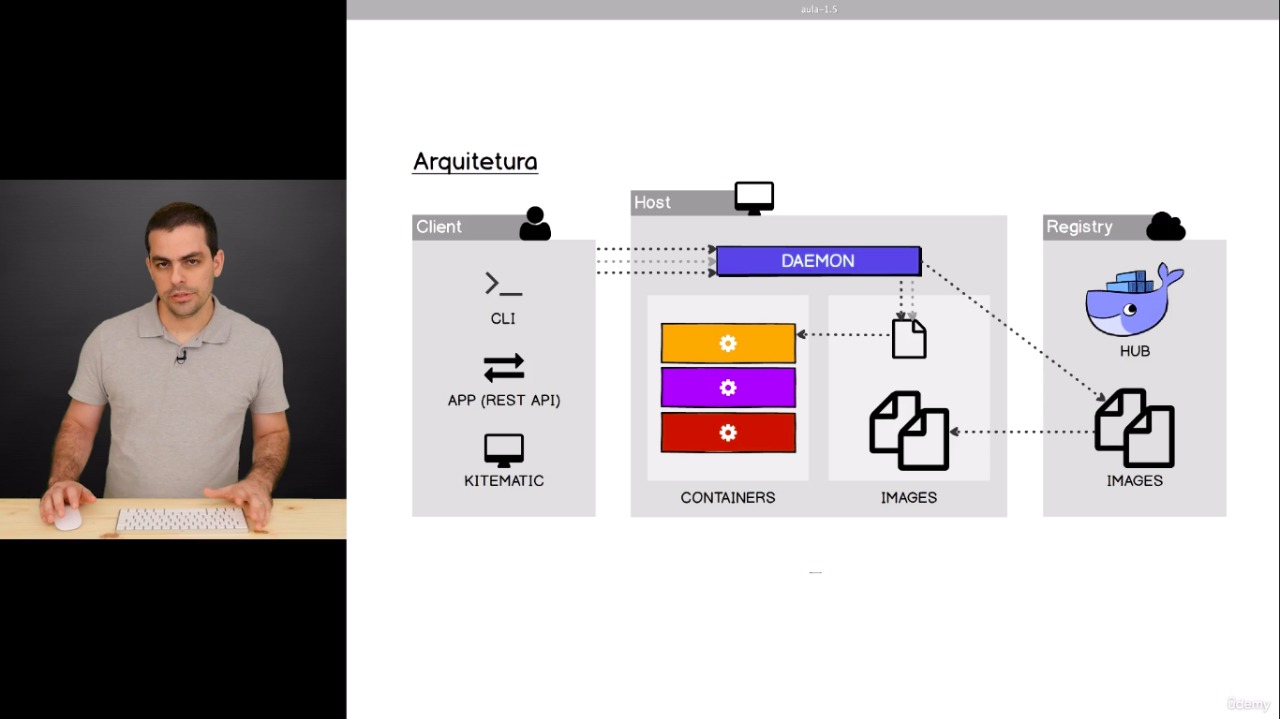 aula-1.5
Arquitetura
Client
Host
Registry
DAEMON
>_
CLI
APP (REST API)
KITEMATIC
CONTAINERS
IMAGES
HUB
IMAGES
ûdemy